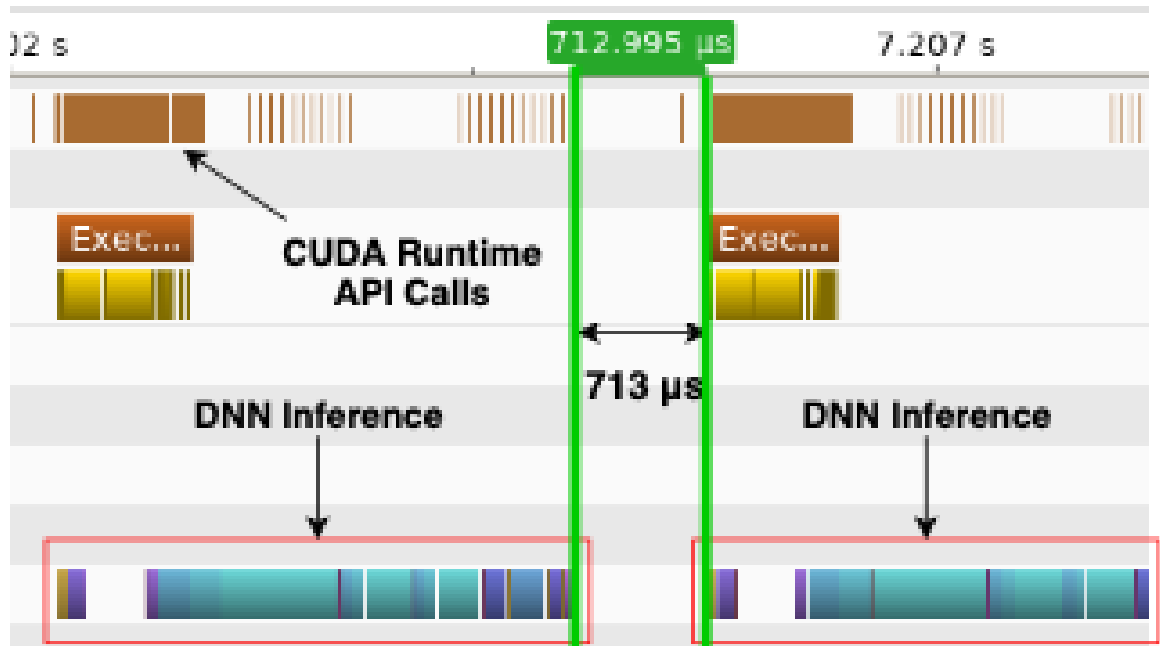 02 s
712.995 µs
7.207 s
Exec...
Exec...
CUDA Runtime
API Calls
713 µs
DNN Inference
DNN Inference